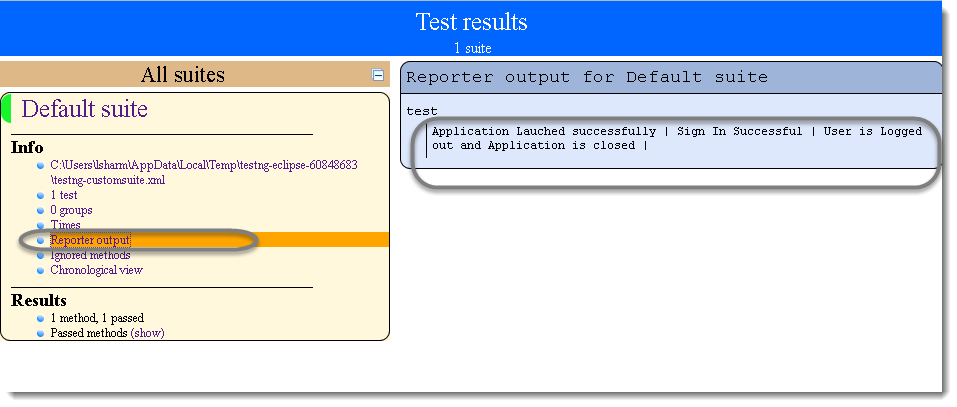 Test results
1 suite
All suites
Default suite
Info
C:\Users\lsharm\AppData\Local\Temp\testng-eclipse-60848683
\testng-customsuite.xml
1 test
0 groups
Times
Reporter output
Ignored methods
Chronological view
Results
1 method, 1 passed
Passed methods (show)
Reporter output for Default suite
test
Application Lauched successfully | Sign In Successful | User is Logged
out and Application is closed |